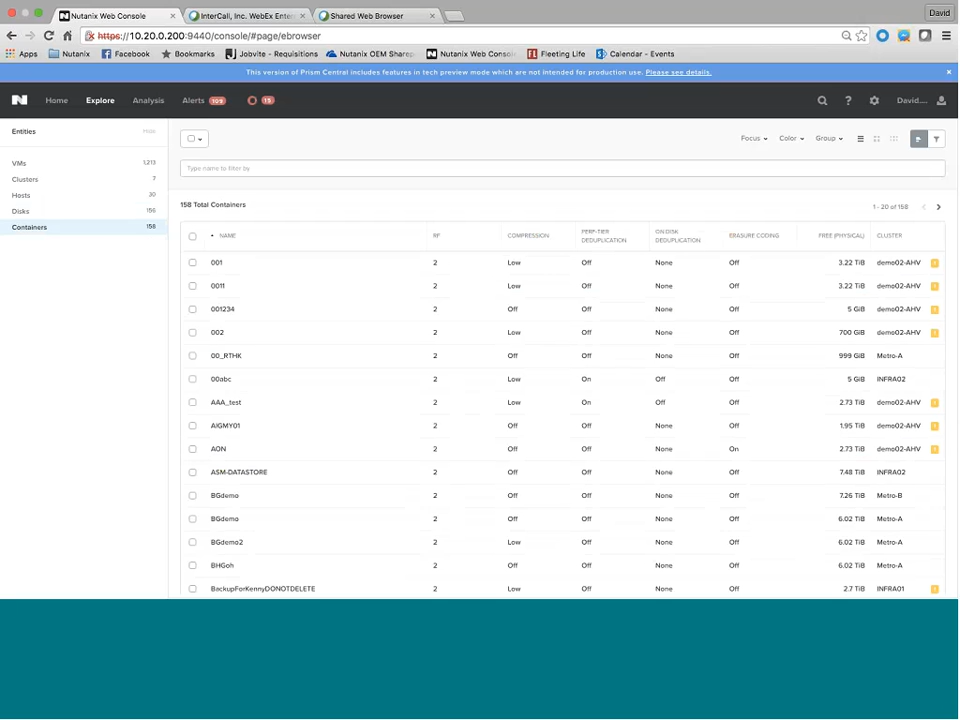 Nutanix Web Console
InterCall, Inc. WebEx Enter
Shared Web Browser
David
https://10.20.0.200:9440/console/#page/ebrowser
Apps Nutanix Facebook Bookmarks Jobvite - Requisitions Nutanix OEM Sharep Nutanix Web Conso Fleeting Life Calendar - Events
This version of Prism Central includes features in tech preview mode which are not intended for production use. Please see details.
Home Explore Analysis Alerts 109 15 ? David....
Entities
VMs 1,213
Clusters 7
Hosts 30
Disks 156
Containers 158
Focus Color Group
Type name to filter by
158 Total Containers 1 - 20 of 158
NAME RF COMPRESSION PERF-TIER DEDUPLICATION ON DISK DEDUPLICATION ERASURE CODING FREE (PHYSICAL) CLUSTER
001 2 Low Off None Off 3.22 TiB demo02-AHV
0011 2 Low Off None Off 3.22 TiB demo02-AHV
001234 2 Off Off None Off 5 GiB demo02-AHV
002 2 Low Off None Off 700 GiB demo02-AHV
00_RTHK 2 Off Off None Off 999 GiB Metro-A
00abc 2 Low On Off Off 5 GiB INFRA02
AAA_test 2 Low On Off Off 2.73 TiB demo02-AHV
AIGMY01 2 Off Off None Off 1.95 TiB demo02-AHV
AON 2 Off Off None On 2.73 TiB demo02-AHV
ASM-DATASTORE 2 Off Off None Off 7.48 TiB INFRA02
BGdemo 2 Off Off None Off 7.26 TiB Metro-B
BGdemo 2 Off Off None Off 6.02 TiB Metro-A
BGdemo2 2 Low Off None Off 6.02 TiB Metro-A
BHGoh 2 Off Off None Off 6.02 TiB Metro-A
BackupForKennyDONOTDELETE 2 Low Off None Off 2.7 TiB INFRA01